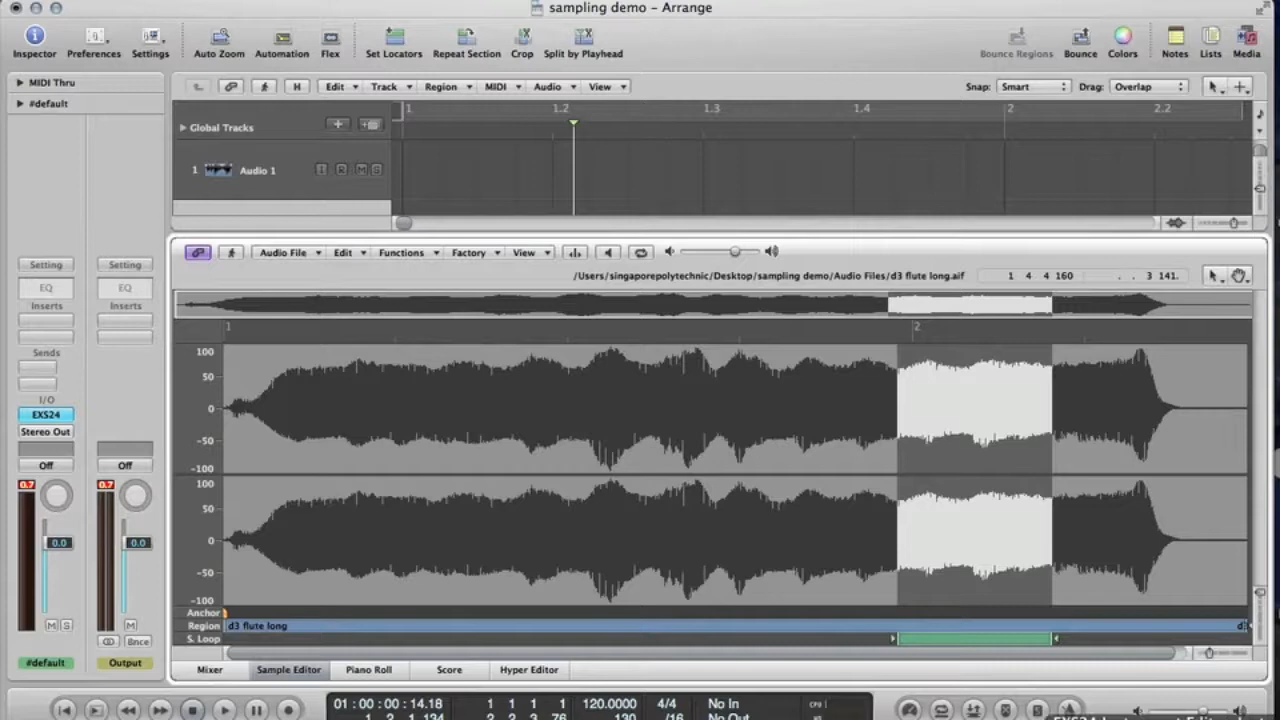 sampling demo - Arrange
Inspector Preferences Settings Auto Zoom Automation Flex Set Locators Repeat Section Crop Split by Playhead Bounce Regions Bounce Colors Notes Lists Media
MIDI Thru
H Edit Track Region MIDI Audio View Snap: Smart Drag: Overlap
#default
1 1.2 1.3 1.4 2 2.2
Global Tracks
1 Audio 1 I R M S
Audio File Edit Functions Factory View
/Users/singaporepolytechnic/Desktop/sampling demo/Audio Files/d3 flute long.aif 1 4 4 160 . . 3 141.
Setting Setting
EQ EQ
Inserts Inserts
Sends
I/O
EXS24
Stereo Out
Off Off
0.7 0.7
0.0 0.0
M S M
Bnce
#default Output
1 2
100
50
0
-50
-100
100
50
0
-50
-100
Anchor
Region d3 flute long
S. Loop
Mixer Sample Editor Piano Roll Score Hyper Editor
01:00:00:14.18 1 1 1 1 120.0000 4/4 No In CPU
No Out